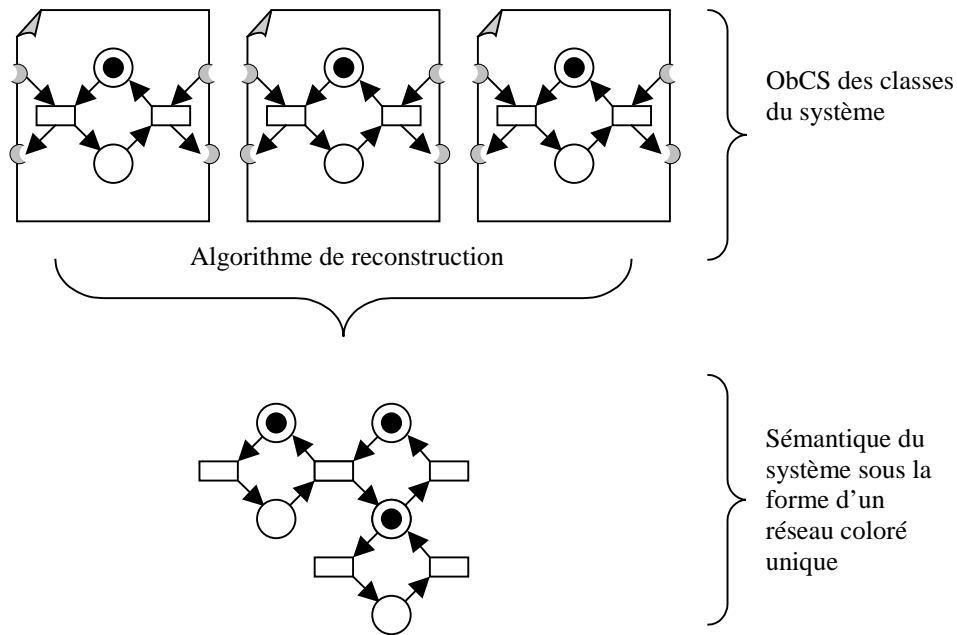 ObCS des classes
du système
Algorithme de reconstruction
Sémantique du
système sous la
forme d’un
réseau coloré
unique